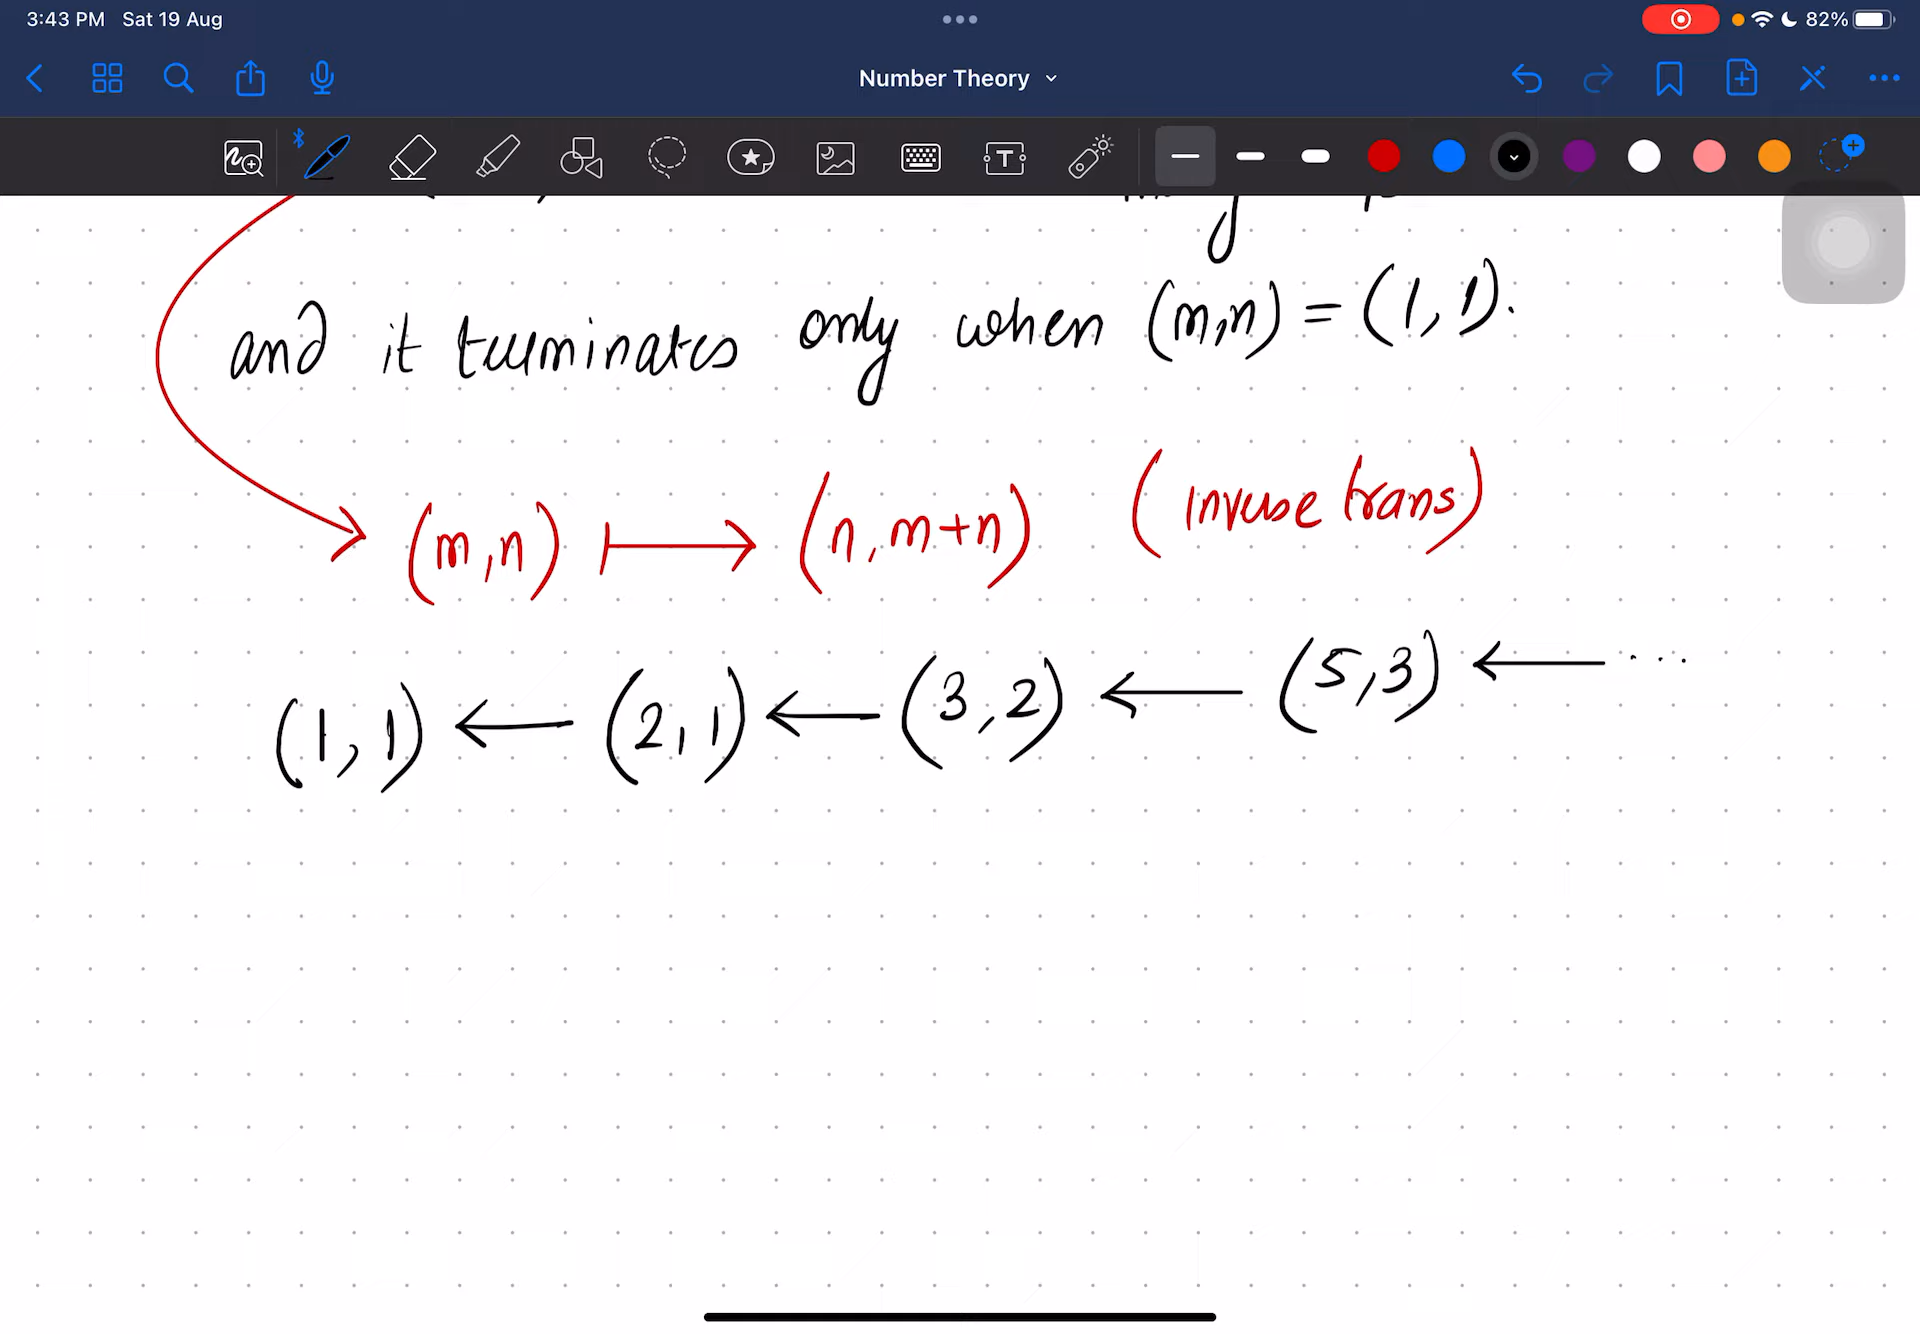 3:43 PM Sat 19 Aug 82%
Number Theory
T
and it terminates only when (m,n) = (1, 1).
(m,n) ⟼ (n, m+n) (inverse trans)
(1, 1) ← (2, 1) ← (3, 2) ← (5, 3) ← ...